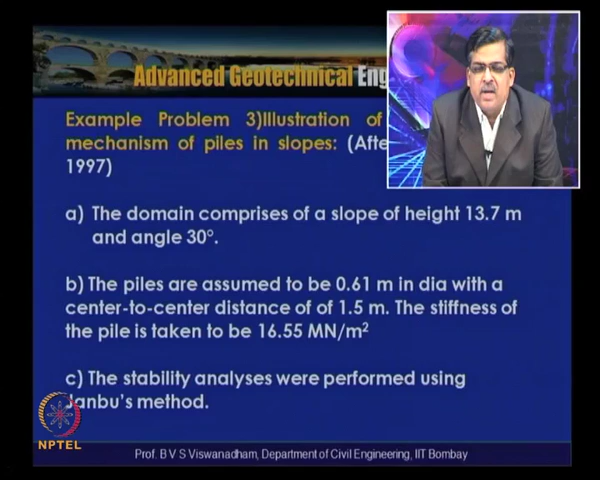 Advanced Geotechnical Eng
Example Problem 3)Illustration of
mechanism of piles in slopes: (Afte
1997)
a) The domain comprises of a slope of height 13.7 m
and angle 30°.
b) The piles are assumed to be 0.61 m in dia with a
center-to-center distance of of 1.5 m. The stiffness of
the pile is taken to be 16.55 MN/m²
c) The stability analyses were performed using
Janbu's method.
NPTEL
Prof. B V S Viswanadham, Department of Civil Engineering, IIT Bombay